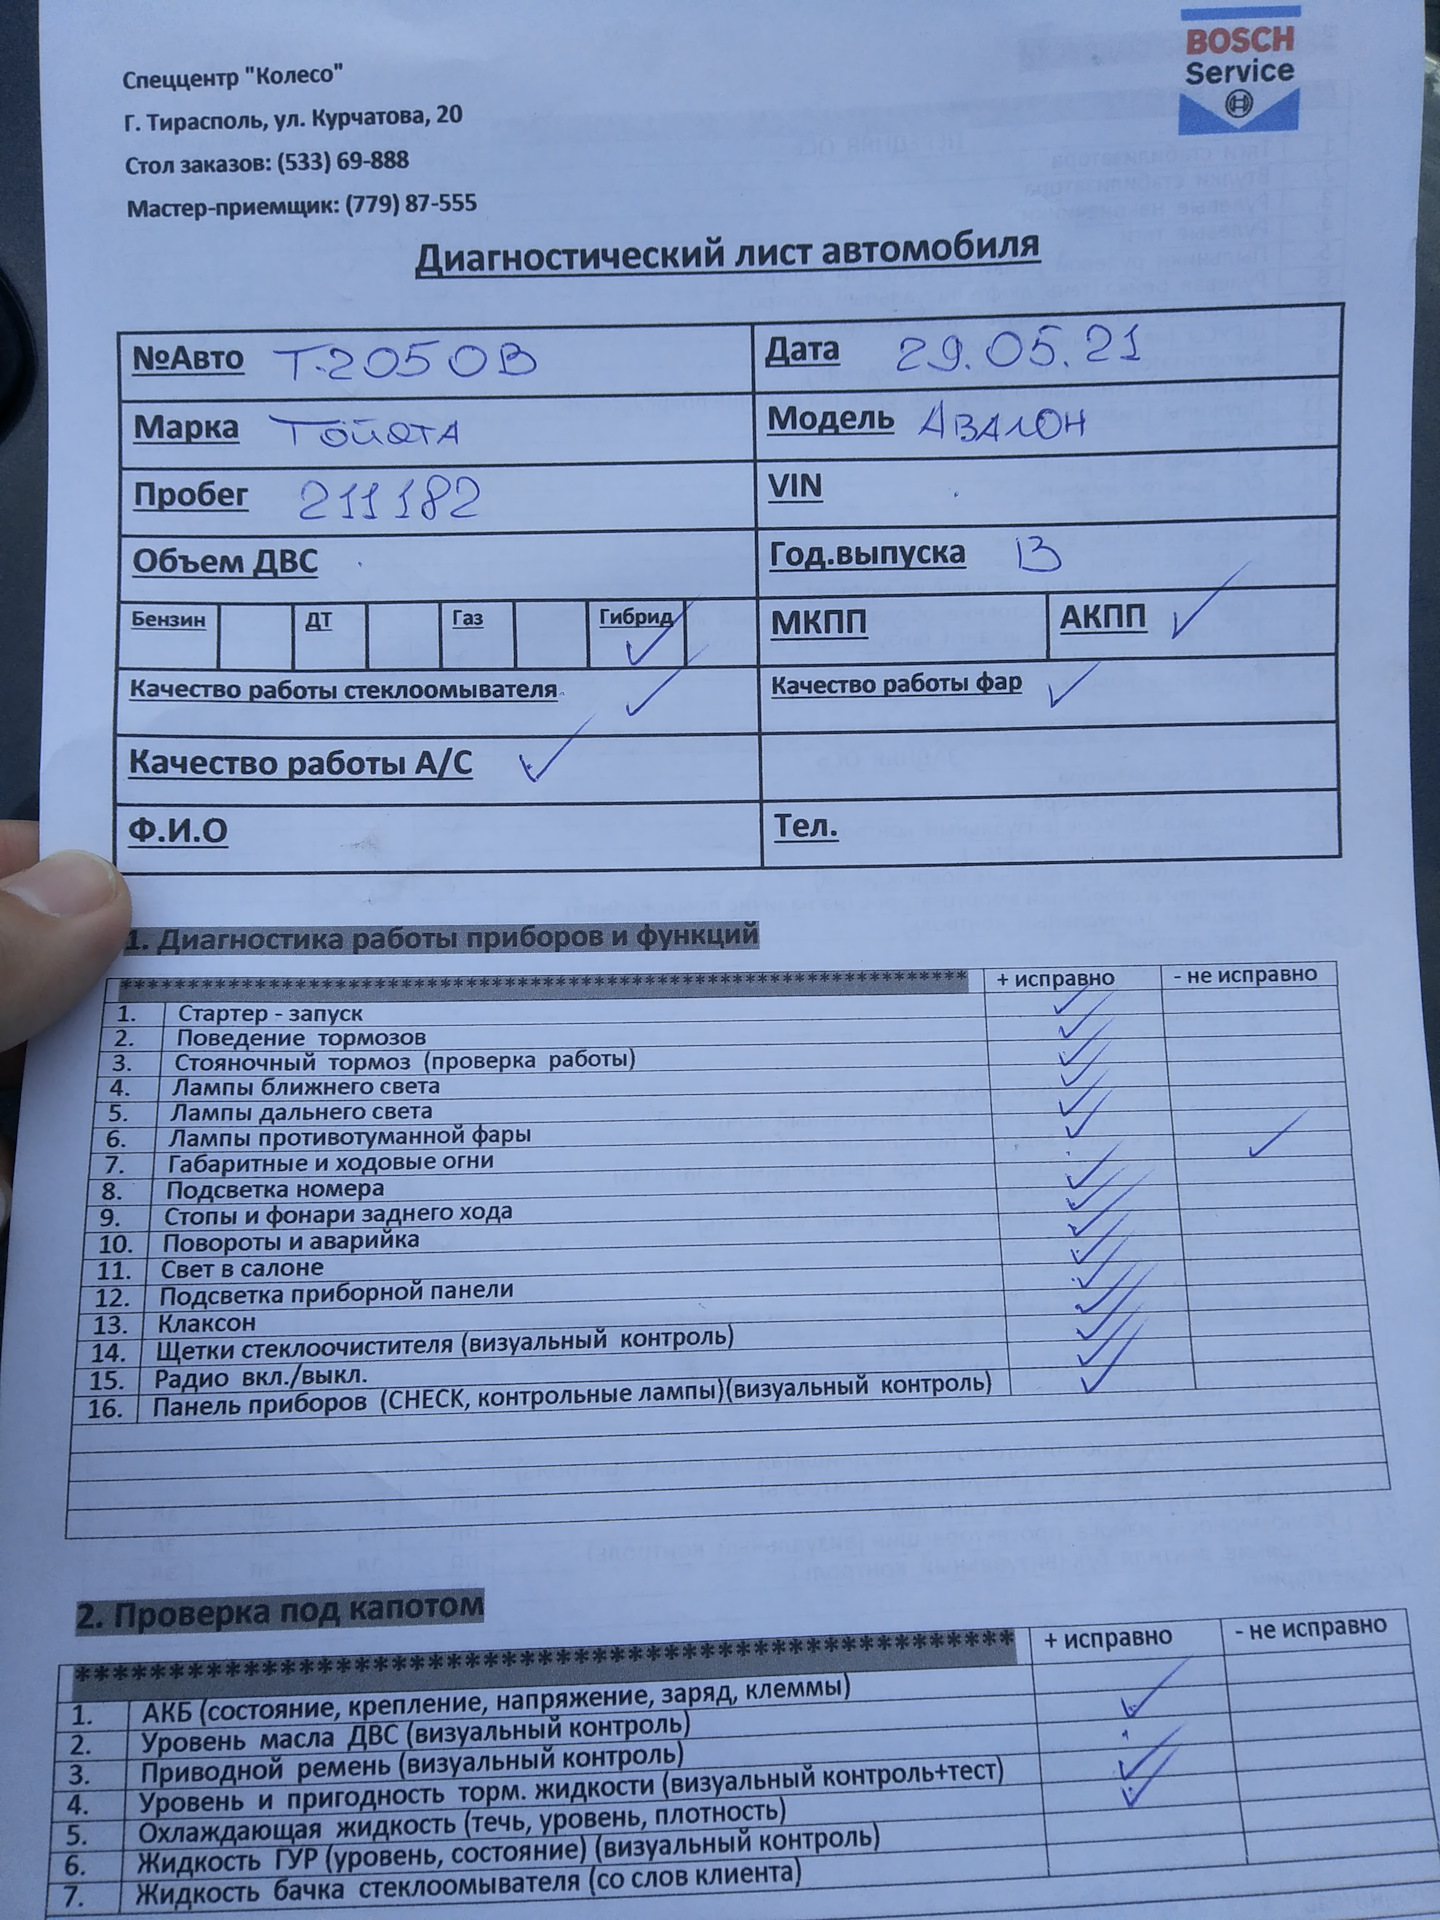 Спеццентр "Колесо"
BOSCH
Service
Г. Тирасполь, ул. Курчатова, 20
Стол заказов: (533) 69-888
Мастер-приемщик: (779) 87-555
Диагностический лист автомобиля
№Авто Т205ОВ Дата 29.05.21
Марка Тойота Модель Авалон
Пробег 211182 VIN
Объем ДВС Год.выпуска 13
Бензин ДТ Газ Гибрид ✓ МКПП АКПП ✓
Качество работы стеклоомывателя ✓ Качество работы фар ✓
Качество работы А/С ✓
Ф.И.О Тел.
1. Диагностика работы приборов и функций
+ исправно - не исправно
1. Стартер - запуск ✓
2. Поведение тормозов ✓
3. Стояночный тормоз (проверка работы) ✓
4. Лампы ближнего света ✓
5. Лампы дальнего света ✓
6. Лампы противотуманной фары ✓
7. Габаритные и ходовые огни ✓
8. Подсветка номера ✓
9. Стопы и фонари заднего хода ✓
10. Повороты и аварийка ✓
11. Свет в салоне ✓
12. Подсветка приборной панели ✓
13. Клаксон ✓
14. Щетки стеклоочистителя (визуальный контроль) ✓
15. Радио вкл./выкл. ✓
16. Панель приборов (CHECK, контрольные лампы)(визуальный контроль) ✓
2. Проверка под капотом
+ исправно - не исправно
1. АКБ (состояние, крепление, напряжение, заряд, клеммы) ✓
2. Уровень масла ДВС (визуальный контроль)
3. Приводной ремень (визуальный контроль) ✓
4. Уровень и пригодность торм. жидкости (визуальный контроль+тест) ✓
5. Охлаждающая жидкость (течь, уровень, плотность)
6. Жидкость ГУР (уровень, состояние) (визуальный контроль)
7. Жидкость бачка стеклоомывателя (со слов клиента)